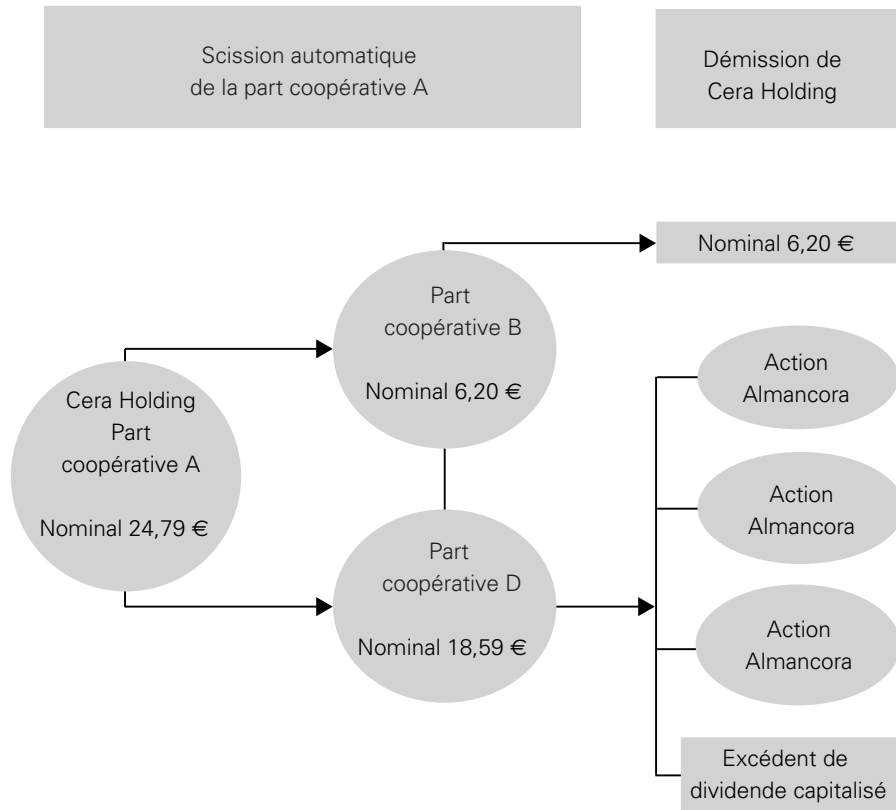 Scission automatique
de la part coopérative A
Démission de
Cera Holding
Nominal 6,20 €
Part
coopérative B
Nominal 6,20 €
Cera Holding
Part
coopérative A
Nominal 24,79 €
Part
coopérative D
Nominal 18,59 €
Action
Almancora
Action
Almancora
Action
Almancora
Excédent de
dividende capitalisé